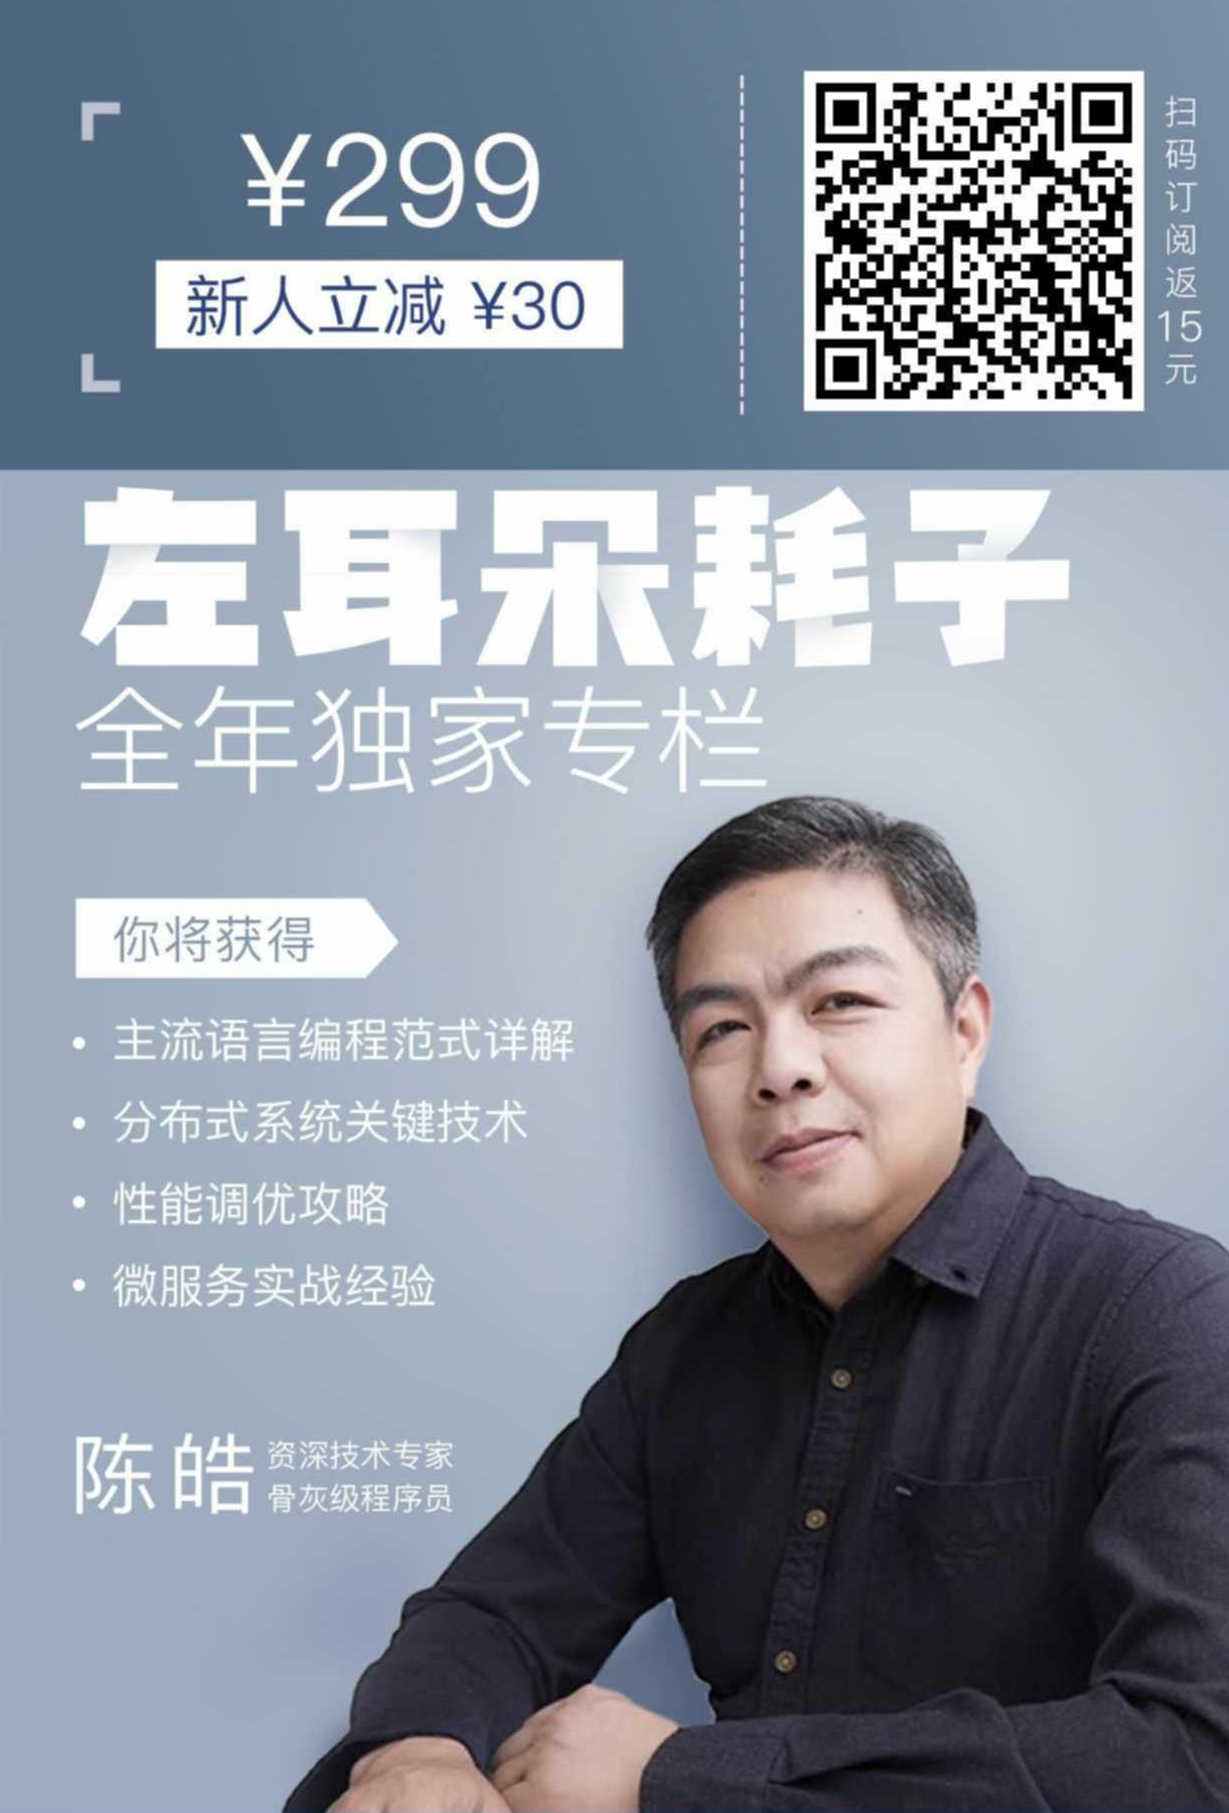 ¥299
新人立减 ¥30
扫码订阅返15元
左耳朵耗子
全年独家专栏
你将获得
• 主流语言编程范式详解
• 分布式系统关键技术
• 性能调优攻略
• 微服务实战经验
陈皓
资深技术专家
骨灰级程序员